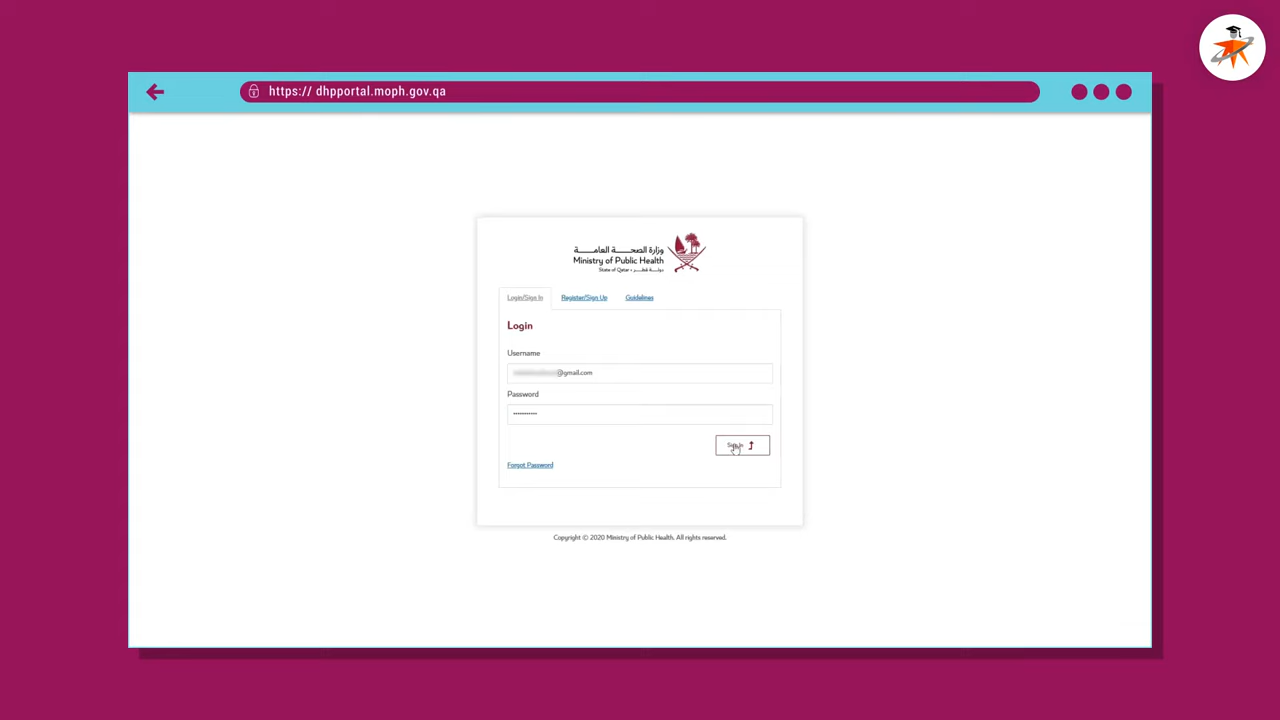 https:// dhpportal.moph.gov.qa
وزارة الصحة العامة
Ministry of Public Health
State of Qatar • دولة قطر
Login/Sign In
Register/Sign Up
Guidelines
Login
Username
@gmail.com
Password
Sign In
Forgot Password
Copyright © 2020 Ministry of Public Health. All rights reserved.